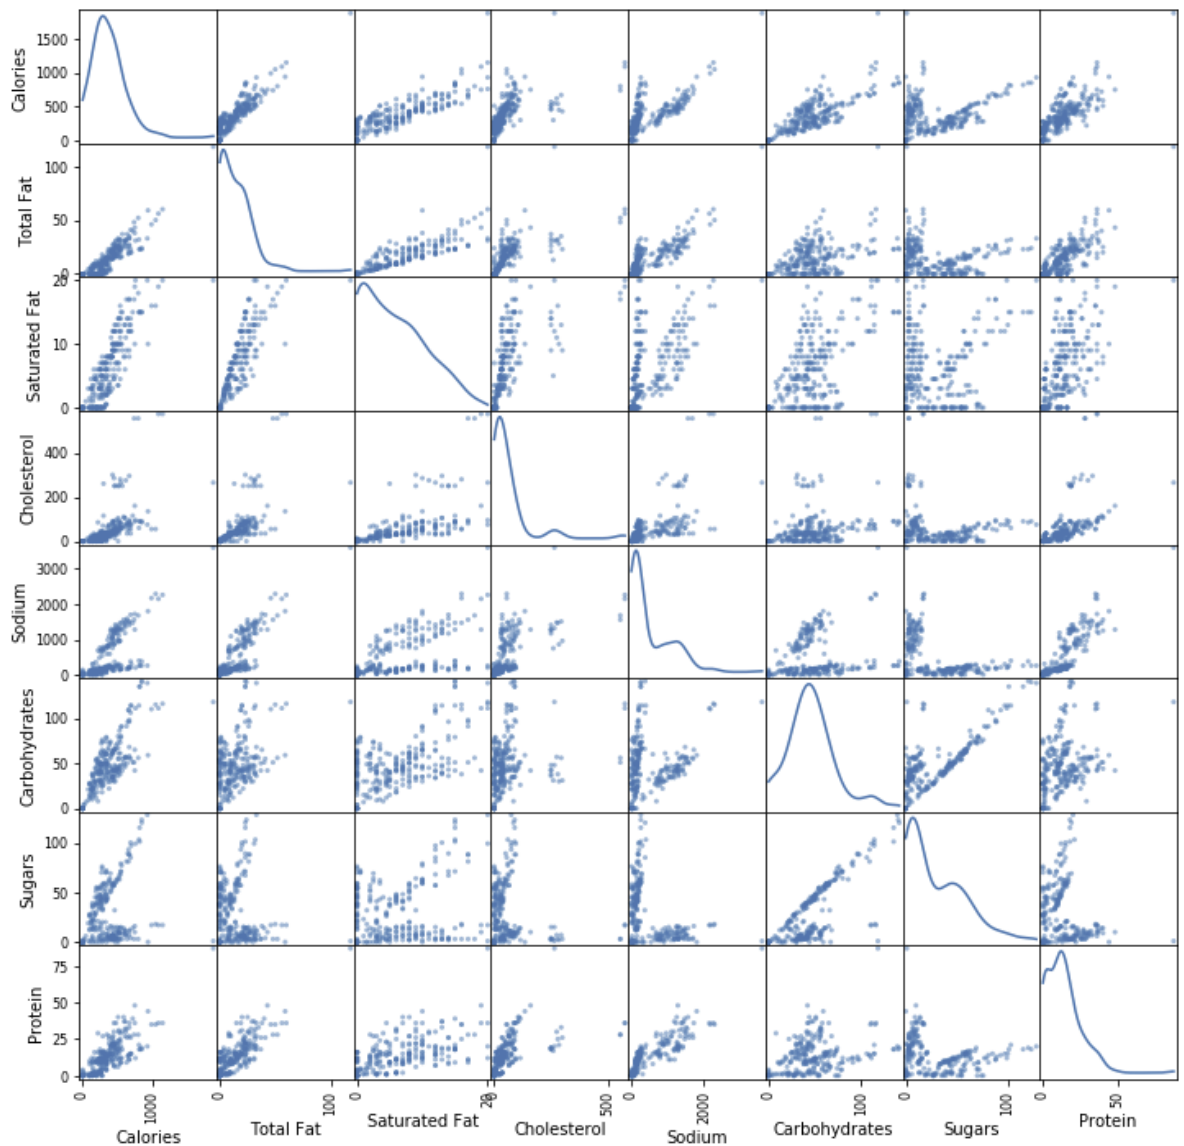 Calories
1500
1000
500
0
Total Fat
100
50
0
Saturated Fat
20
10
0
Cholesterol
400
200
0
Sodium
3000
2000
1000
0
Carbohydrates
100
50
0
Sugars
100
50
0
Protein
75
50
25
0
0 1000 0 100 0 20 0 500 0 2000 0 100 0 100 0 50
Calories Total Fat Saturated Fat Cholesterol Sodium Carbohydrates Sugars Protein